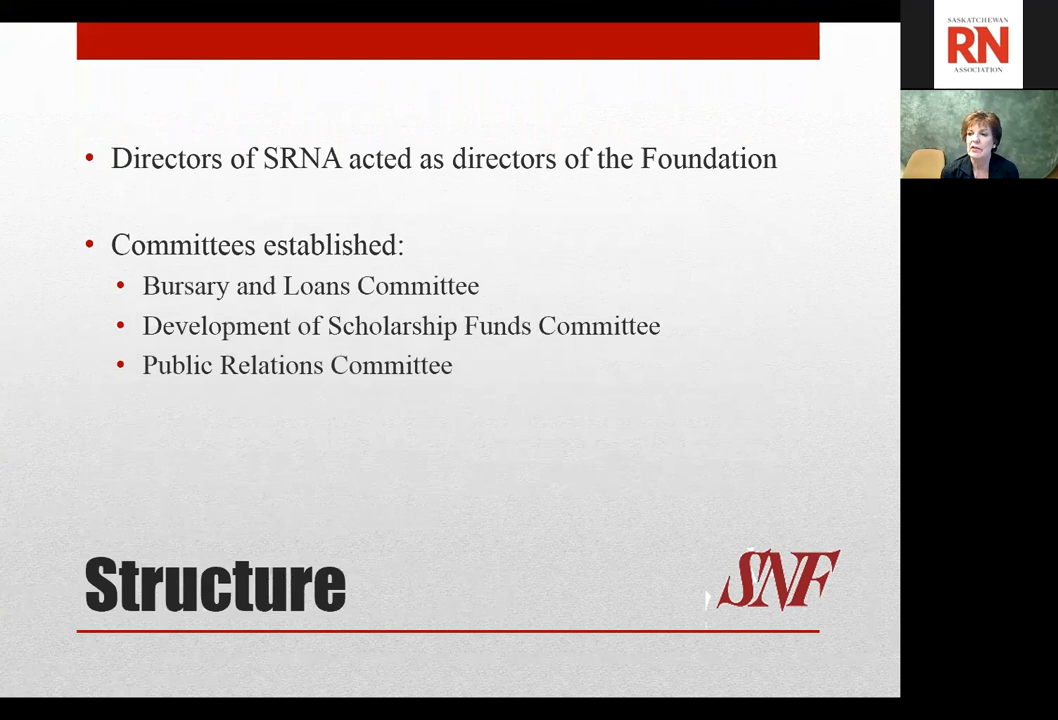 SASKATCHEWAN
RN
ASSOCIATION
• Directors of SRNA acted as directors of the Foundation
• Committees established:
• Bursary and Loans Committee
• Development of Scholarship Funds Committee
• Public Relations Committee
Structure
SNF